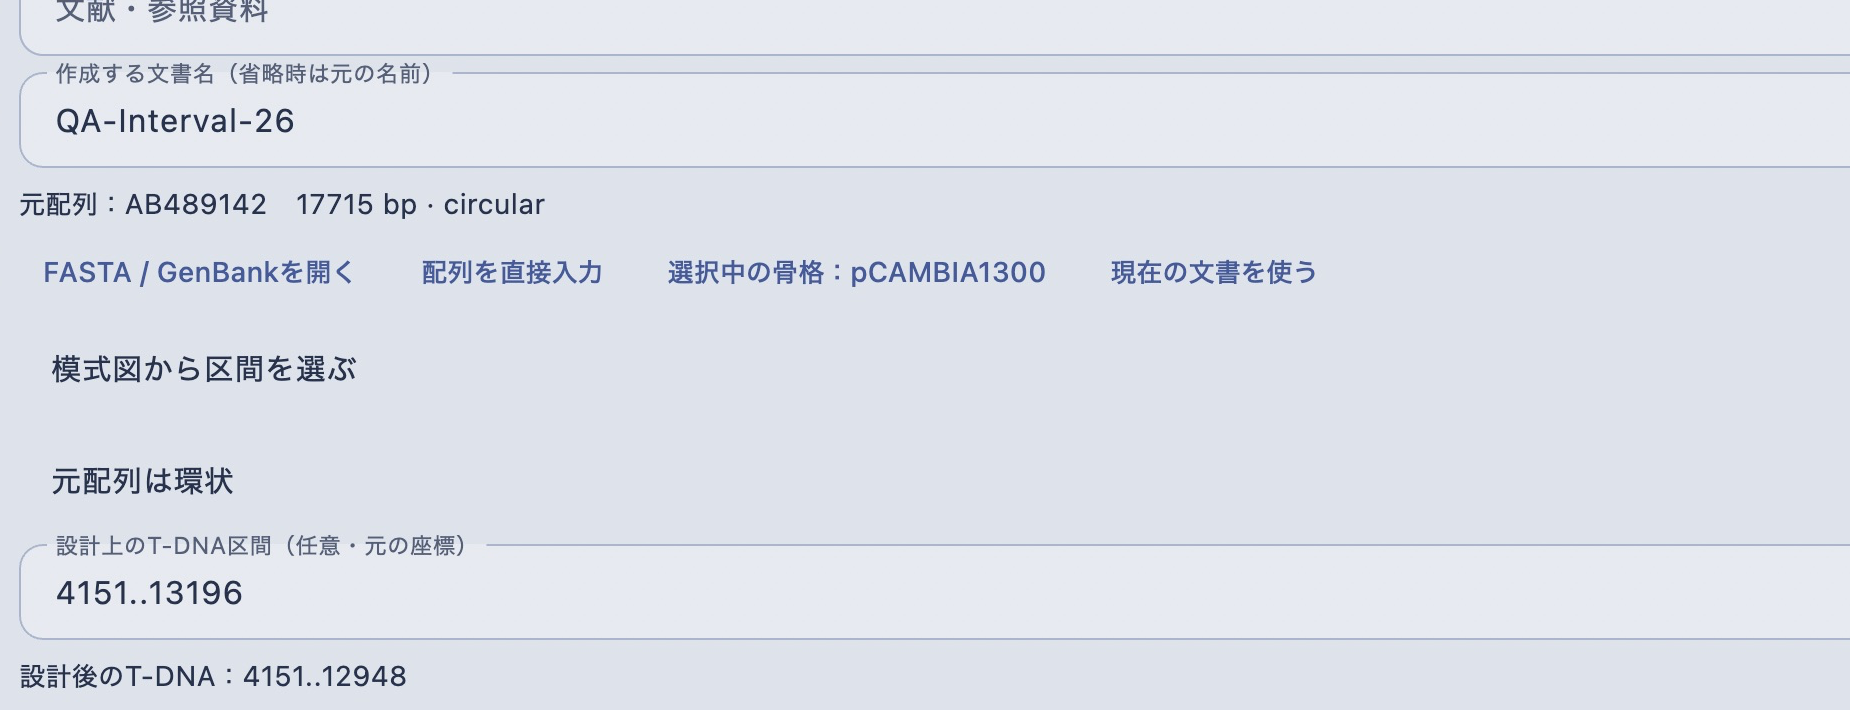 文献・参照資料
作成する文書名（省略時は元の名前）
QA-Interval-26
元配列：AB489142　17715 bp · circular
FASTA / GenBankを開く　配列を直接入力　選択中の骨格：pCAMBIA1300　現在の文書を使う
模式図から区間を選ぶ
元配列は環状
設計上のT-DNA区間（任意・元の座標）
4151..13196
設計後のT-DNA：4151..12948